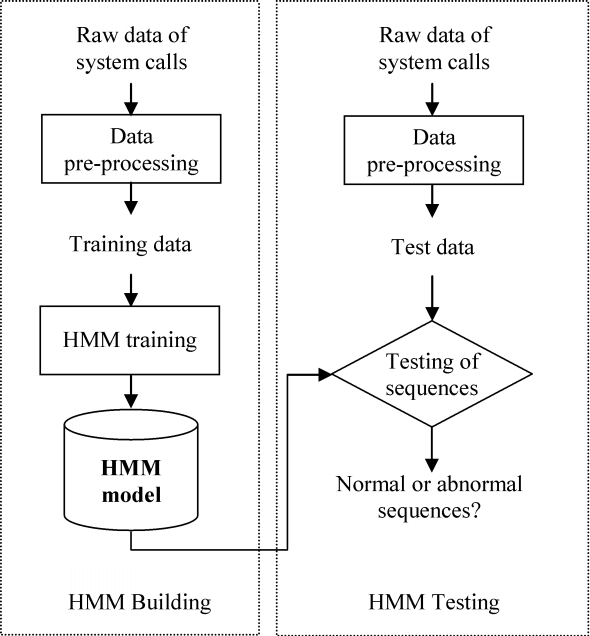 Raw data of
system calls
Data
pre-processing
Training data
HMM training
HMM
model
HMM Building
Raw data of
system calls
Data
pre-processing
Test data
Testing of
sequences
Normal or abnormal
sequences?
HMM Testing